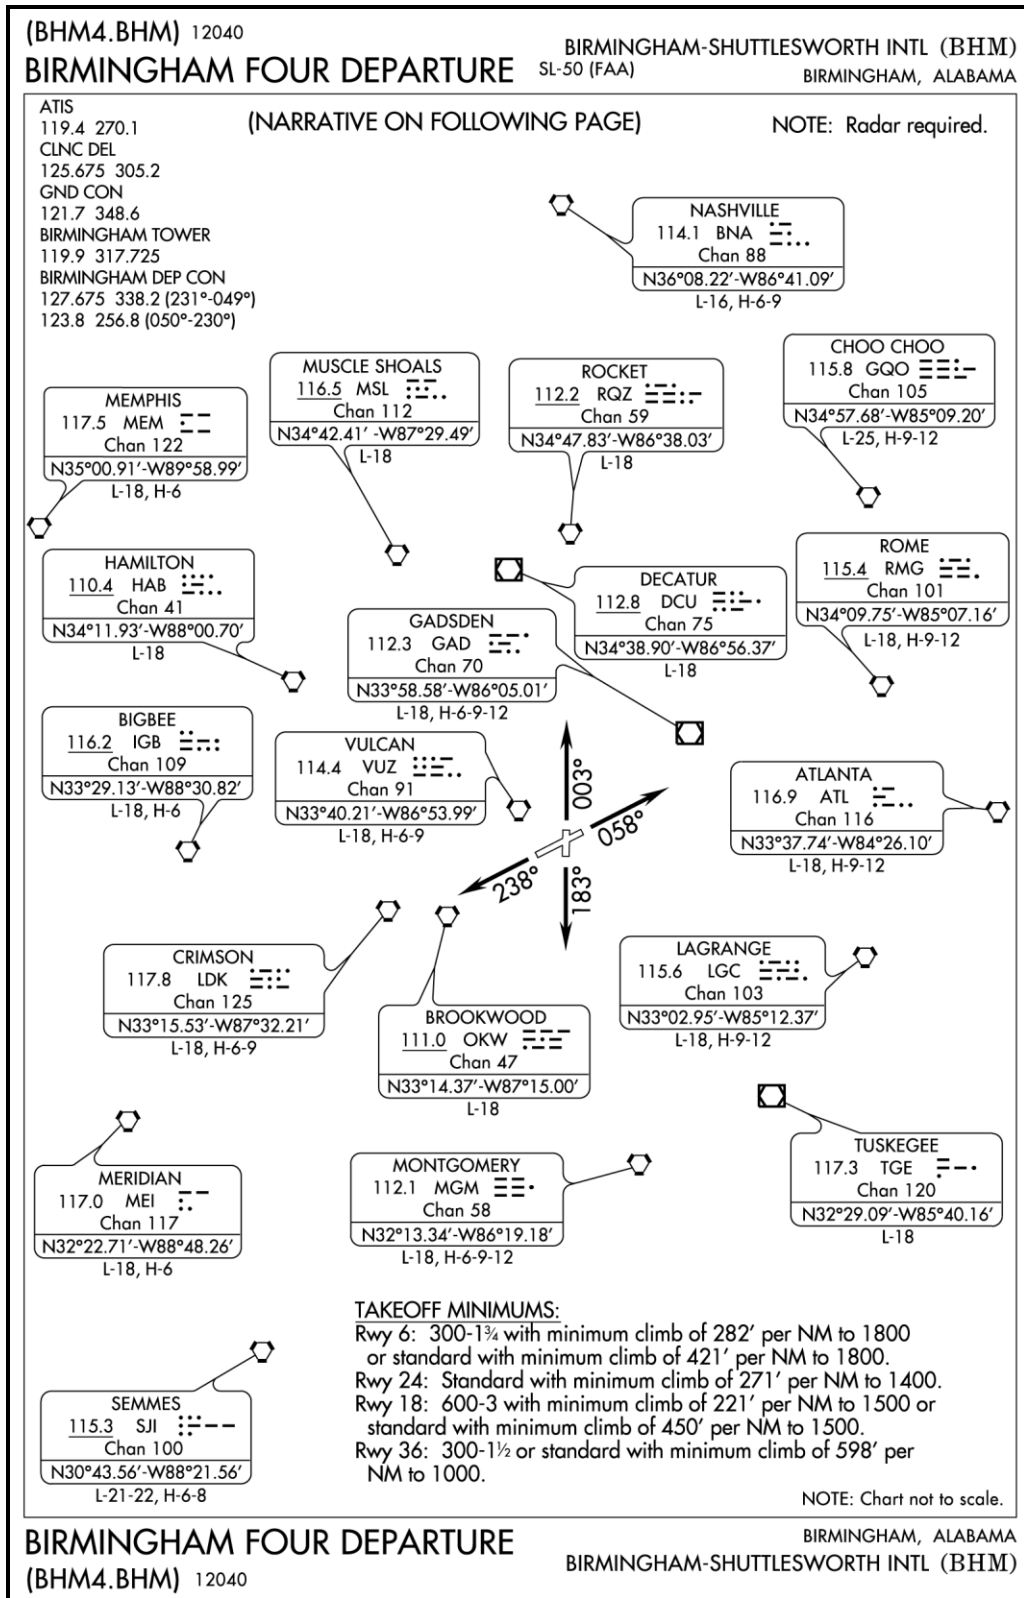 (BHM4.BHM) 12040
BIRMINGHAM FOUR DEPARTURE
SL-50 (FAA)
BIRMINGHAM-SHUTTLESWORTH INTL (BHM)
BIRMINGHAM, ALABAMA
ATIS
119.4 270.1
CLNC DEL
125.675 305.2
GND CON
121.7 348.6
BIRMINGHAM TOWER
119.9 317.725
BIRMINGHAM DEP CON
127.675 338.2 (231°-049°)
123.8 256.8 (050°-230°)
(NARRATIVE ON FOLLOWING PAGE)
NOTE: Radar required.
NASHVILLE
114.1 BNA
Chan 88
N36°08.22′-W86°41.09′
L-16, H-6-9
CHOO CHOO
115.8 GQO
Chan 105
N34°57.68′-W85°09.20′
L-25, H-9-12
MUSCLE SHOALS
116.5 MSL
Chan 112
N34°42.41′ -W87°29.49′
L-18
ROCKET
112.2 RQZ
Chan 59
N34°47.83′-W86°38.03′
L-18
MEMPHIS
117.5 MEM
Chan 122
N35°00.91′-W89°58.99′
L-18, H-6
HAMILTON
110.4 HAB
Chan 41
N34°11.93′-W88°00.70′
L-18
DECATUR
112.8 DCU
Chan 75
N34°38.90′-W86°56.37′
L-18
ROME
115.4 RMG
Chan 101
N34°09.75′-W85°07.16′
L-18, H-9-12
GADSDEN
112.3 GAD
Chan 70
N33°58.58′-W86°05.01′
L-18, H-6-9-12
BIGBEE
116.2 IGB
Chan 109
N33°29.13′-W88°30.82′
L-18, H-6
VULCAN
114.4 VUZ
Chan 91
N33°40.21′-W86°53.99′
L-18, H-6-9
003°
058°
238°
183°
ATLANTA
116.9 ATL
Chan 116
N33°37.74′-W84°26.10′
L-18, H-9-12
CRIMSON
117.8 LDK
Chan 125
N33°15.53′-W87°32.21′
L-18, H-6-9
BROOKWOOD
111.0 OKW
Chan 47
N33°14.37′-W87°15.00′
L-18
LAGRANGE
115.6 LGC
Chan 103
N33°02.95′-W85°12.37′
L-18, H-9-12
MERIDIAN
117.0 MEI
Chan 117
N32°22.71′-W88°48.26′
L-18, H-6
MONTGOMERY
112.1 MGM
Chan 58
N32°13.34′-W86°19.18′
L-18, H-6-9-12
TUSKEGEE
117.3 TGE
Chan 120
N32°29.09′-W85°40.16′
L-18
SEMMES
115.3 SJI
Chan 100
N30°43.56′-W88°21.56′
L-21-22, H-6-8
TAKEOFF MINIMUMS:
Rwy 6: 300-1¾ with minimum climb of 282′ per NM to 1800
or standard with minimum climb of 421′ per NM to 1800.
Rwy 24: Standard with minimum climb of 271′ per NM to 1400.
Rwy 18: 600-3 with minimum climb of 221′ per NM to 1500 or
standard with minimum climb of 450′ per NM to 1500.
Rwy 36: 300-1½ or standard with minimum climb of 598′ per
NM to 1000.
NOTE: Chart not to scale.
BIRMINGHAM FOUR DEPARTURE
(BHM4.BHM) 12040
BIRMINGHAM, ALABAMA
BIRMINGHAM-SHUTTLESWORTH INTL (BHM)